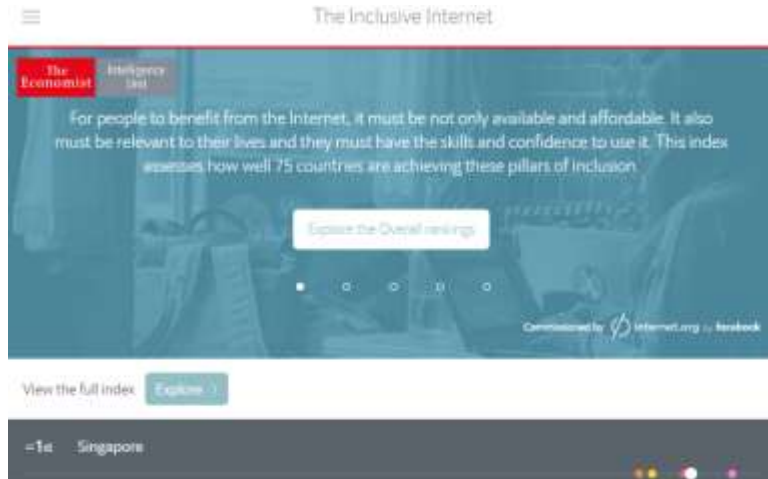 The Inclusive Internet
The
Economist
Intelligence
Unit
For people to benefit from the Internet, it must be not only available and affordable. It also
must be relevant to their lives and they must have the skills and confidence to use it. This index
assesses how well 75 countries are achieving these pillars of inclusion
Explore the Overall rankings
Commissioned by internet.org by facebook
View the full index
Explore >
=1st Singapore